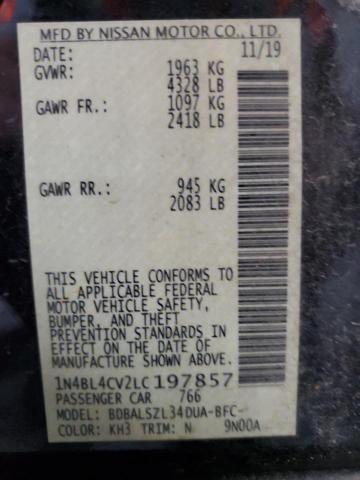 MFD BY NISSAN MOTOR CO., LTD.
DATE: 11/19
GVWR: 1963 KG
4328 LB
GAWR FR.: 1097 KG
2418 LB
GAWR RR.: 945 KG
2083 LB
THIS VEHICLE CONFORMS TO
ALL APPLICABLE FEDERAL
MOTOR VEHICLE SAFETY,
BUMPER, AND THEFT
PREVENTION STANDARDS IN
EFFECT ON THE DATE OF
MANUFACTURE SHOWN ABOVE.
1N4BL4CV2LC197857
PASSENGER CAR 766
MODEL: BDBALSZL34DUA-BFC-
COLOR: KH3 TRIM: N 9N00A